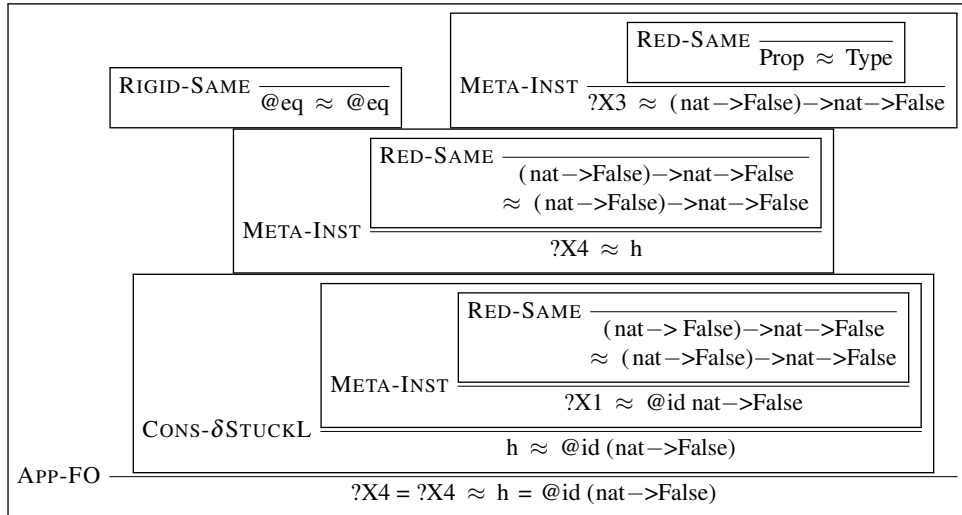 RED-SAME
Prop ≈ Type
RIGID-SAME
@eq ≈ @eq
META-INST
?X3 ≈ (nat−>False)−>nat−>False
RED-SAME
(nat−>False)−>nat−>False
≈ (nat−>False)−>nat−>False
META-INST
?X4 ≈ h
RED-SAME
(nat−> False)−>nat−>False
≈ (nat−>False)−>nat−>False
META-INST
?X1 ≈ @id nat−>False
CONS-δSTUCKL
h ≈ @id (nat−>False)
APP-FO
?X4 = ?X4 ≈ h = @id (nat−>False)